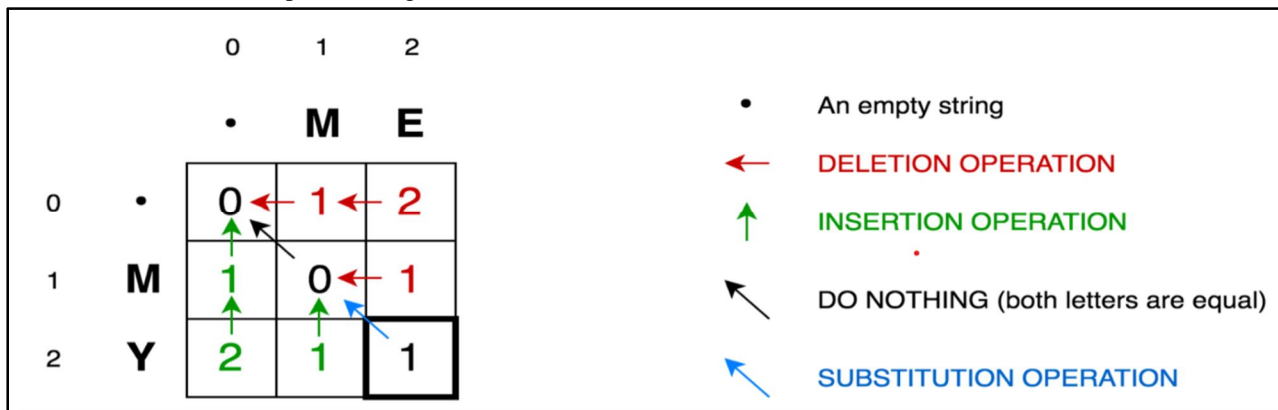 0 1 2
• M E
0 • 0 1 2
1 M 1 0 1
2 Y 2 1 1
• An empty string
DELETION OPERATION
INSERTION OPERATION
DO NOTHING (both letters are equal)
SUBSTITUTION OPERATION